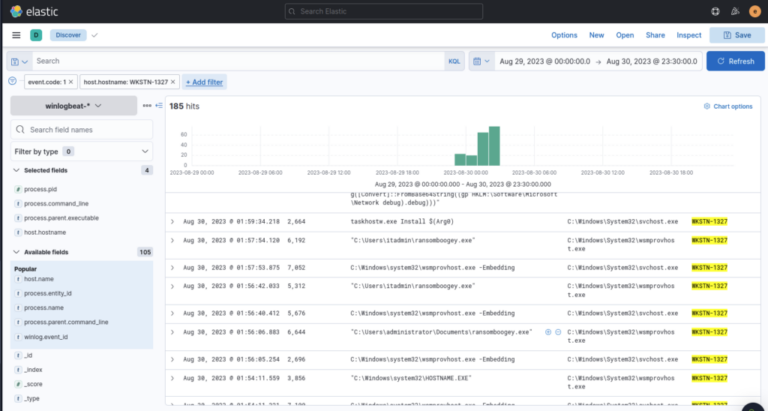 elastic
Search Elastic
D Discover
Options New Open Share Inspect Save
Search
KQL
Aug 29, 2023 @ 00:00:00.0 → Aug 30, 2023 @ 23:30:00.0
Refresh
event.code: 1 × host.hostname: WKSTN-1327 × + Add filter
winlogbeat-*
185 hits
Chart options
Search field names
Filter by type 0
Selected fields 4
process.pid
process.command_line
process.parent.executable
host.hostname
Available fields 105
Popular
host.name
process.entity_id
process.name
process.parent.command_line
winlog.event_id
_id
_index
_score
_type
60
40
20
0
2023-08-29 00:00 2023-08-29 06:00 2023-08-29 12:00 2023-08-29 18:00 2023-08-30 00:00 2023-08-30 06:00 2023-08-30 12:00 2023-08-30 18:00
Aug 29, 2023 @ 00:00:00.000 - Aug 30, 2023 @ 23:30:00.000
g([Convert]::FromBase64String((gp HKLM:\Software\Microsoft
\Network debug).debug)))"
Aug 30, 2023 @ 01:59:34.218 2,664 taskhostw.exe Install $(Arg0) C:\Windows\System32\svchost.exe WKSTN-1327
Aug 30, 2023 @ 01:57:54.120 6,192 "C:\Users\itadmin\ransomboogey.exe" C:\Windows\System32\wsmprovhos WKSTN-1327
t.exe
Aug 30, 2023 @ 01:57:53.875 7,052 C:\Windows\system32\wsmprovhost.exe -Embedding C:\Windows\System32\svchost.exe WKSTN-1327
Aug 30, 2023 @ 01:56:42.033 5,312 "C:\Users\itadmin\ransomboogey.exe" C:\Windows\System32\wsmprovhos WKSTN-1327
t.exe
Aug 30, 2023 @ 01:56:40.412 5,676 C:\Windows\system32\wsmprovhost.exe -Embedding C:\Windows\System32\svchost.exe WKSTN-1327
Aug 30, 2023 @ 01:56:06.883 6,644 "C:\Users\administrator\Documents\ransomboogey.exe" C:\Windows\System32\wsmprovhos WKSTN-1327
t.exe
Aug 30, 2023 @ 01:56:05.254 2,696 C:\Windows\system32\wsmprovhost.exe -Embedding C:\Windows\System32\svchost.exe WKSTN-1327
Aug 30, 2023 @ 01:54:11.559 3,856 "C:\Windows\system32\HOSTNAME.EXE" C:\Windows\System32\wsmprovhos WKSTN-1327
t.exe